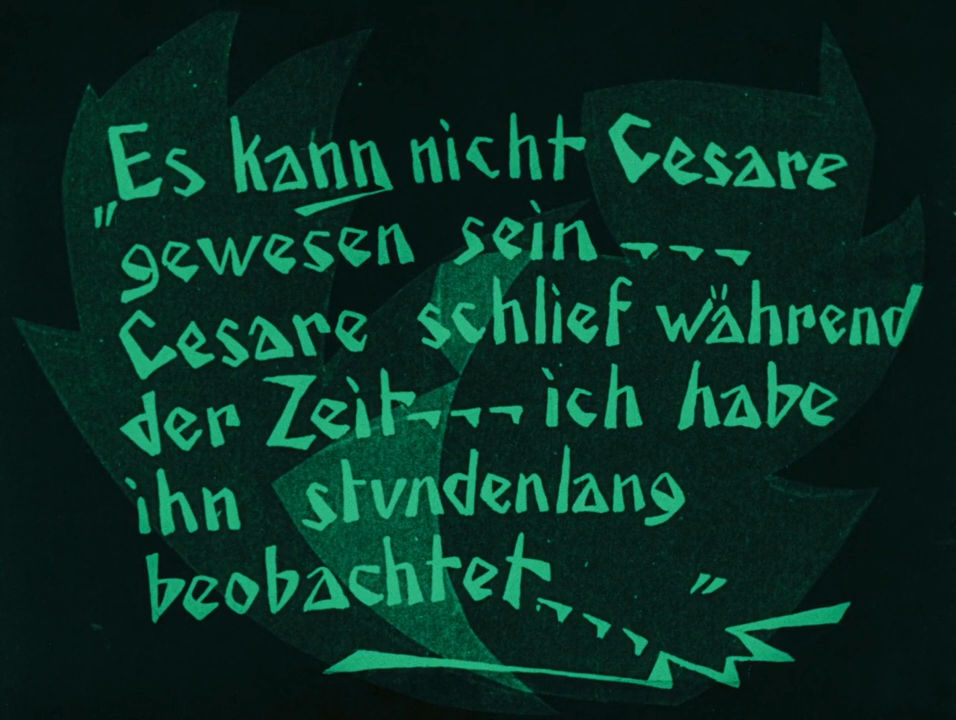 „Es kann nicht Cesare
gewesen sein - - -
Cesare schlief während
der Zeit - - - ich habe
ihn stundenlang
beobachtet - - - - "